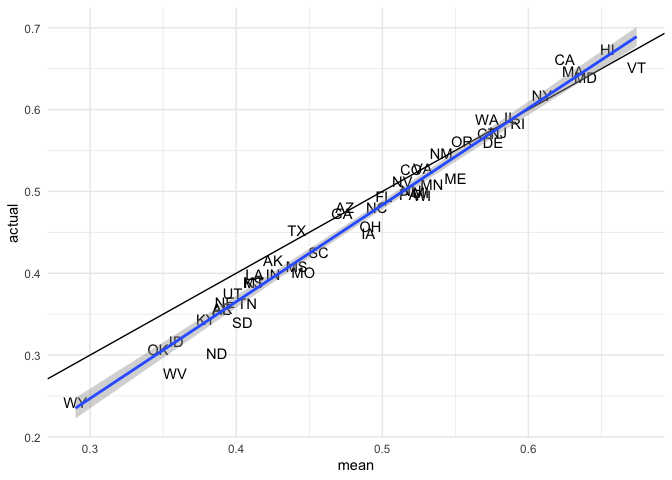 0.7
HI
CA
VT
MA
MD
NY
0.6
WA
RI
NJ
DE
OR
NM
VA
ME
NV
MN
0.5
FL
WI
AZ
NC
GA
TX
OH
IA
SC
AK
MS
0.4
LA
IN
MO
UT
NE
TN
KY
SD
ID
OK
ND
0.3
WV
WY
0.2
0.3
0.4
0.5
0.6
mean
actual